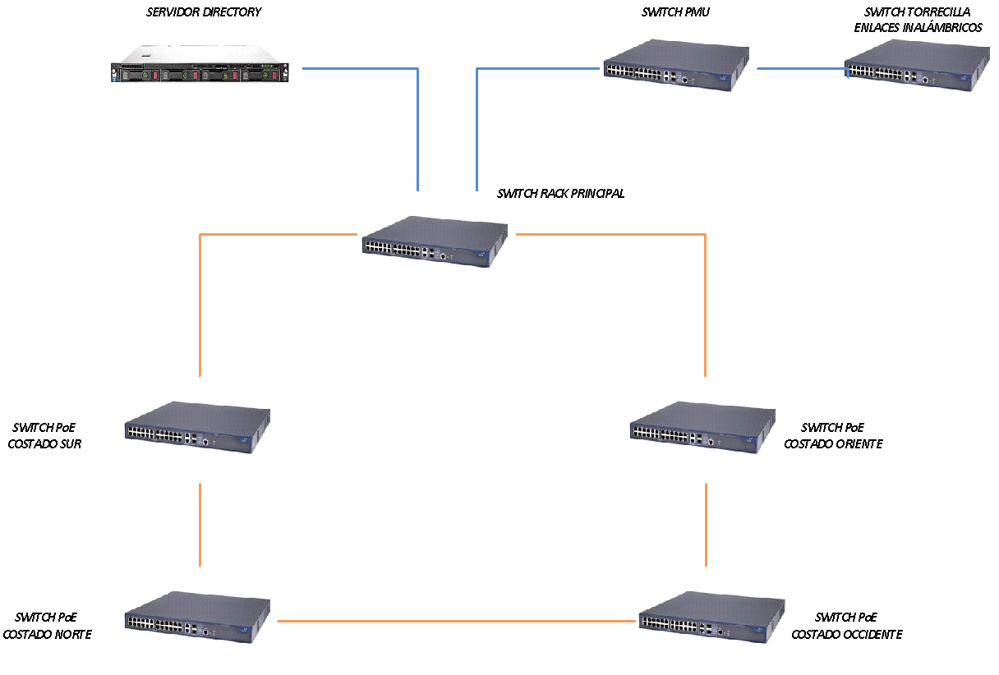 SERVIDOR DIRECTORY
SWITCH PMU
SWITCH TORRECILLA
ENLACES INALÁMBRICOS
SWITCH RACK PRINCIPAL
SWITCH PoE
COSTADO SUR
SWITCH PoE
COSTADO ORIENTE
SWITCH PoE
COSTADO NORTE
SWITCH PoE
COSTADO OCCIDENTE